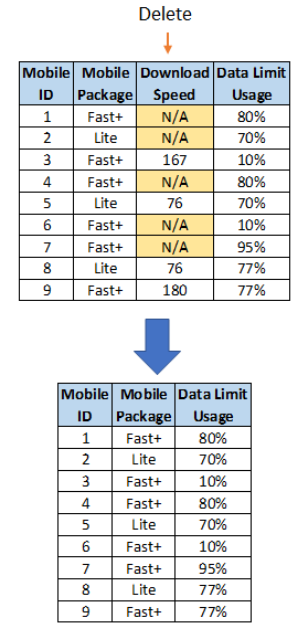 Delete
Mobile Mobile Download Data Limit
ID Package Speed Usage
1 Fast+ N/A 80%
2 Lite N/A 70%
3 Fast+ 167 10%
4 Fast+ N/A 80%
5 Lite 76 70%
6 Fast+ N/A 10%
7 Fast+ N/A 95%
8 Lite 76 77%
9 Fast+ 180 77%
Mobile Mobile Data Limit
ID Package Usage
1 Fast+ 80%
2 Lite 70%
3 Fast+ 10%
4 Fast+ 80%
5 Lite 70%
6 Fast+ 10%
7 Fast+ 95%
8 Lite 77%
9 Fast+ 77%